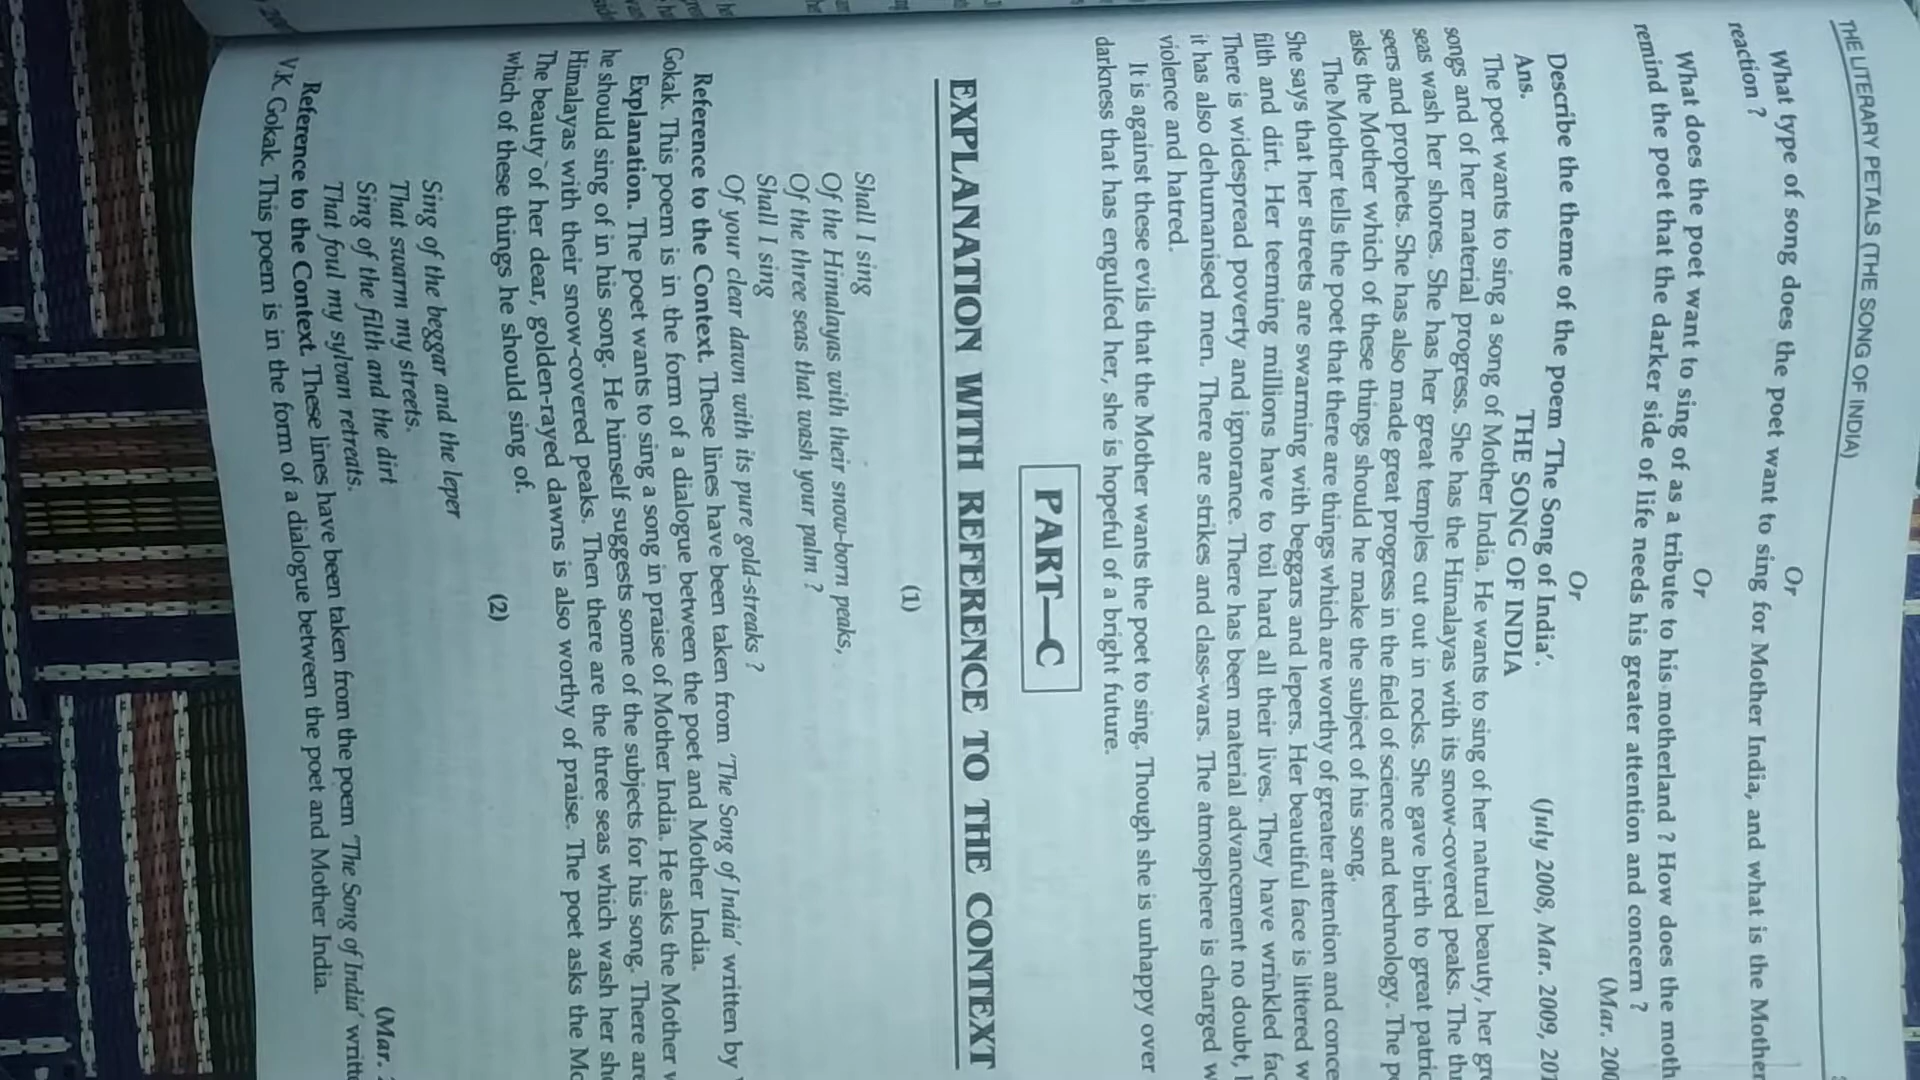 THE LITERARY PETALS (THE SONG OF INDIA)
Or
What type of song does the poet want to sing for Mother India, and what is the Mother
reaction ?
Or
What does the poet want to sing of as a tribute to his motherland ? How does the moth
remind the poet that the darker side of life needs his greater attention and concern ?
(Mar. 200
Or
Describe the theme of the poem 'The Song of India'.
(July 2008, Mar. 2009, 201
Ans.
THE SONG OF INDIA
The poet wants to sing a song of Mother India. He wants to sing of her natural beauty, her gre
songs and of her material progress. She has the Himalayas with its snow-covered peaks. The thr
seas wash her shores. She has her great temples cut out in rocks. She gave birth to great patrio
seers and prophets. She has also made great progress in the field of science and technology. The p
asks the Mother which of these things should he make the subject of his song.
The Mother tells the poet that there are things which are worthy of greater attention and conce
She says that her streets are swarming with beggars and lepers. Her beautiful face is littered w
filth and dirt. Her teeming millions have to toil hard all their lives. They have wrinkled fac
There is widespread poverty and ignorance. There has been material advancement no doubt,
it has also dehumanised men. There are strikes and class-wars. The atmosphere is charged w
violence and hatred.
It is against these evils that the Mother wants the poet to sing. Though she is unhappy over
darkness that has engulfed her, she is hopeful of a bright future.
PART—C
EXPLANATION WITH REFERENCE TO THE CONTEXT
(1)
Shall I sing
Of the Himalayas with their snow-born peaks,
Of the three seas that wash your palm ?
Shall I sing
Of your clear dawn with its pure gold-streaks ?
Reference to the Context. These lines have been taken from 'The Song of India' written by
Gokak. This poem is in the form of a dialogue between the poet and Mother India.
Explanation. The poet wants to sing a song in praise of Mother India. He asks the Mother w
he should sing of in his song. He himself suggests some of the subjects for his song. There are
Himalayas with their snow-covered peaks. Then there are the three seas which wash her sho
The beauty of her dear, golden-rayed dawns is also worthy of praise. The poet asks the Mo
which of these things he should sing of.
(2)
Sing of the beggar and the leper
That swarm my streets.
Sing of the filth and the dirt
That foul my sylvan retreats.
(Mar.
Reference to the Context. These lines have been taken from the poem 'The Song of India' writte
V.K. Gokak. This poem is in the form of a dialogue between the poet and Mother India.